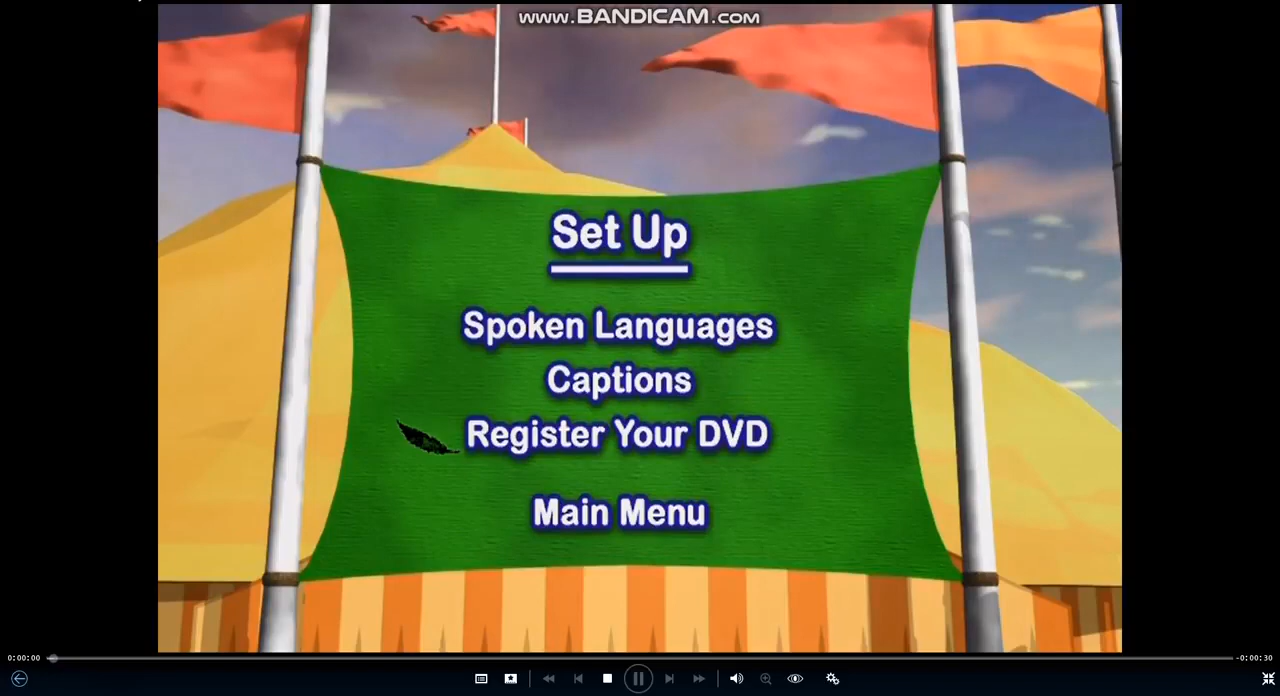 www.BANDICAM.com
Set Up
Spoken Languages
Captions
Register Your DVD
Main Menu
0:00:00
-0:00:30